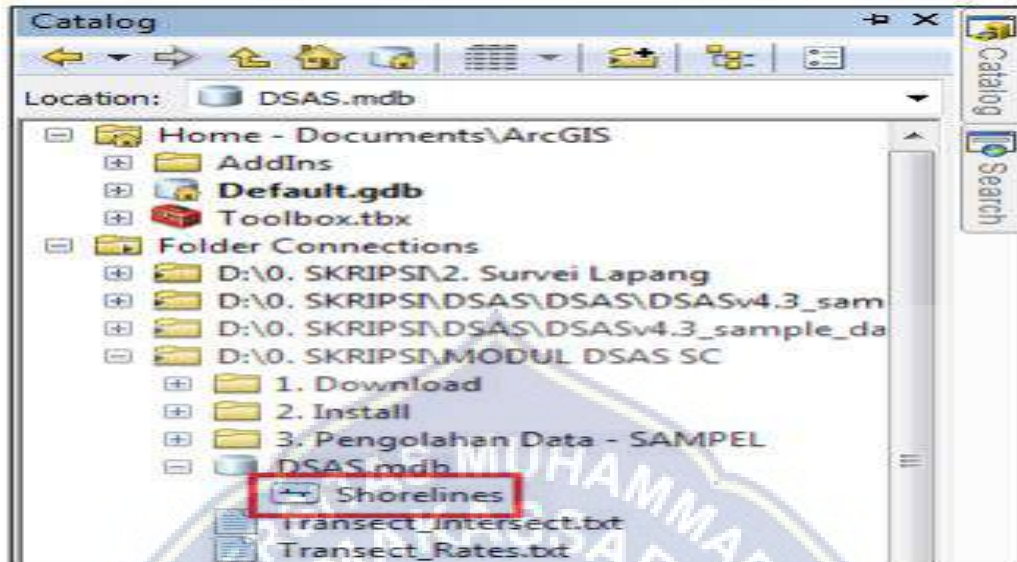 Catalog
Location: DSAS.mdb
Home - Documents\ArcGIS
AddIns
Default.gdb
Toolbox.tbx
Folder Connections
D:\0. SKRIPSI\2. Survei Lapang
D:\0. SKRIPSI\DSAS\DSAS\DSASv4.3_sam
D:\0. SKRIPSI\DSAS\DSASv4.3_sample_da
D:\0. SKRIPSI\MODUL DSAS SC
1. Download
2. Install
3. Pengolahan Data - SAMPEL
DSAS.mdb
Shorelines
Transect_Intersect.txt
Transect_Rates.txt
Catalog
Search